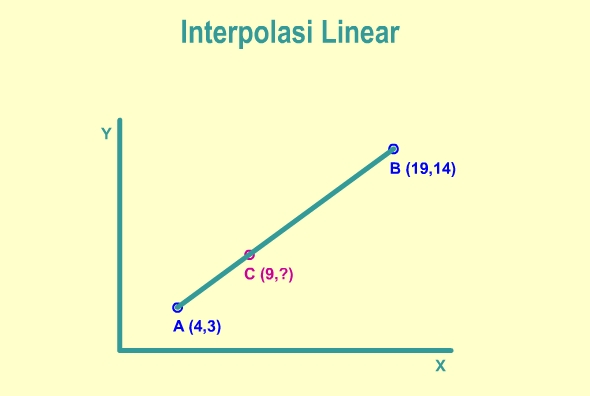 Interpolasi Linear
Y
B (19,14)
C (9,?)
A (4,3)
X